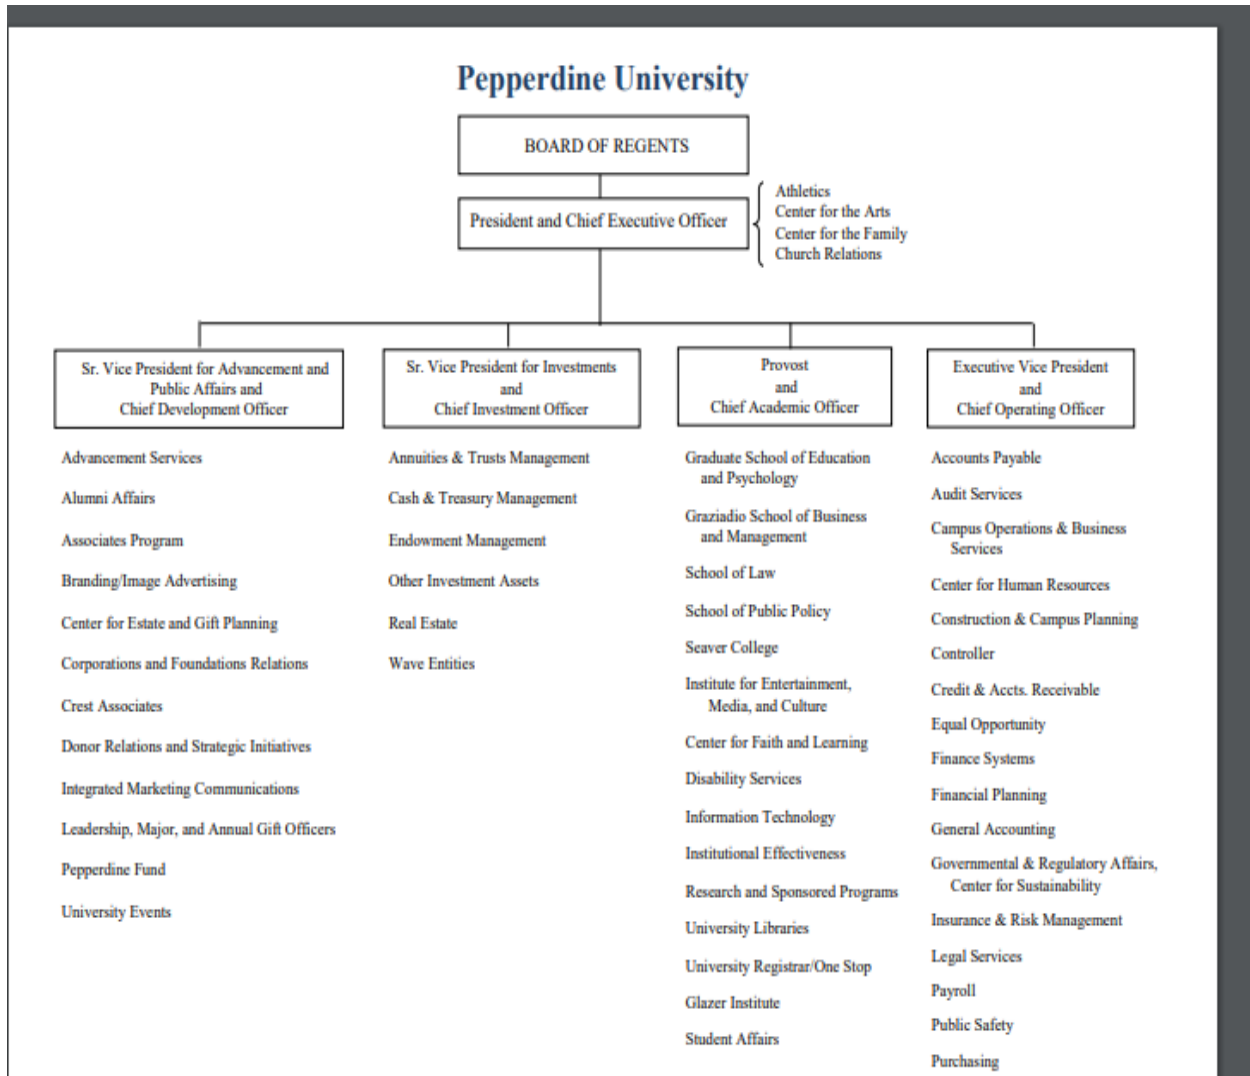 Pepperdine University
BOARD OF REGENTS
President and Chief Executive Officer
Athletics
Center for the Arts
Center for the Family
Church Relations
Sr. Vice President for Advancement and
Public Affairs and
Chief Development Officer
Advancement Services
Alumni Affairs
Associates Program
Branding/Image Advertising
Center for Estate and Gift Planning
Corporations and Foundations Relations
Crest Associates
Donor Relations and Strategic Initiatives
Integrated Marketing Communications
Leadership, Major, and Annual Gift Officers
Pepperdine Fund
University Events
Sr. Vice President for Investments
and
Chief Investment Officer
Annuities & Trusts Management
Cash & Treasury Management
Endowment Management
Other Investment Assets
Real Estate
Wave Entities
Provost
and
Chief Academic Officer
Graduate School of Education
and Psychology
Graziadio School of Business
and Management
School of Law
School of Public Policy
Seaver College
Institute for Entertainment,
Media, and Culture
Center for Faith and Learning
Disability Services
Information Technology
Institutional Effectiveness
Research and Sponsored Programs
University Libraries
University Registrar/One Stop
Glazer Institute
Student Affairs
Executive Vice President
and
Chief Operating Officer
Accounts Payable
Audit Services
Campus Operations & Business
Services
Center for Human Resources
Construction & Campus Planning
Controller
Credit & Accts. Receivable
Equal Opportunity
Finance Systems
Financial Planning
General Accounting
Governmental & Regulatory Affairs,
Center for Sustainability
Insurance & Risk Management
Legal Services
Payroll
Public Safety
Purchasing